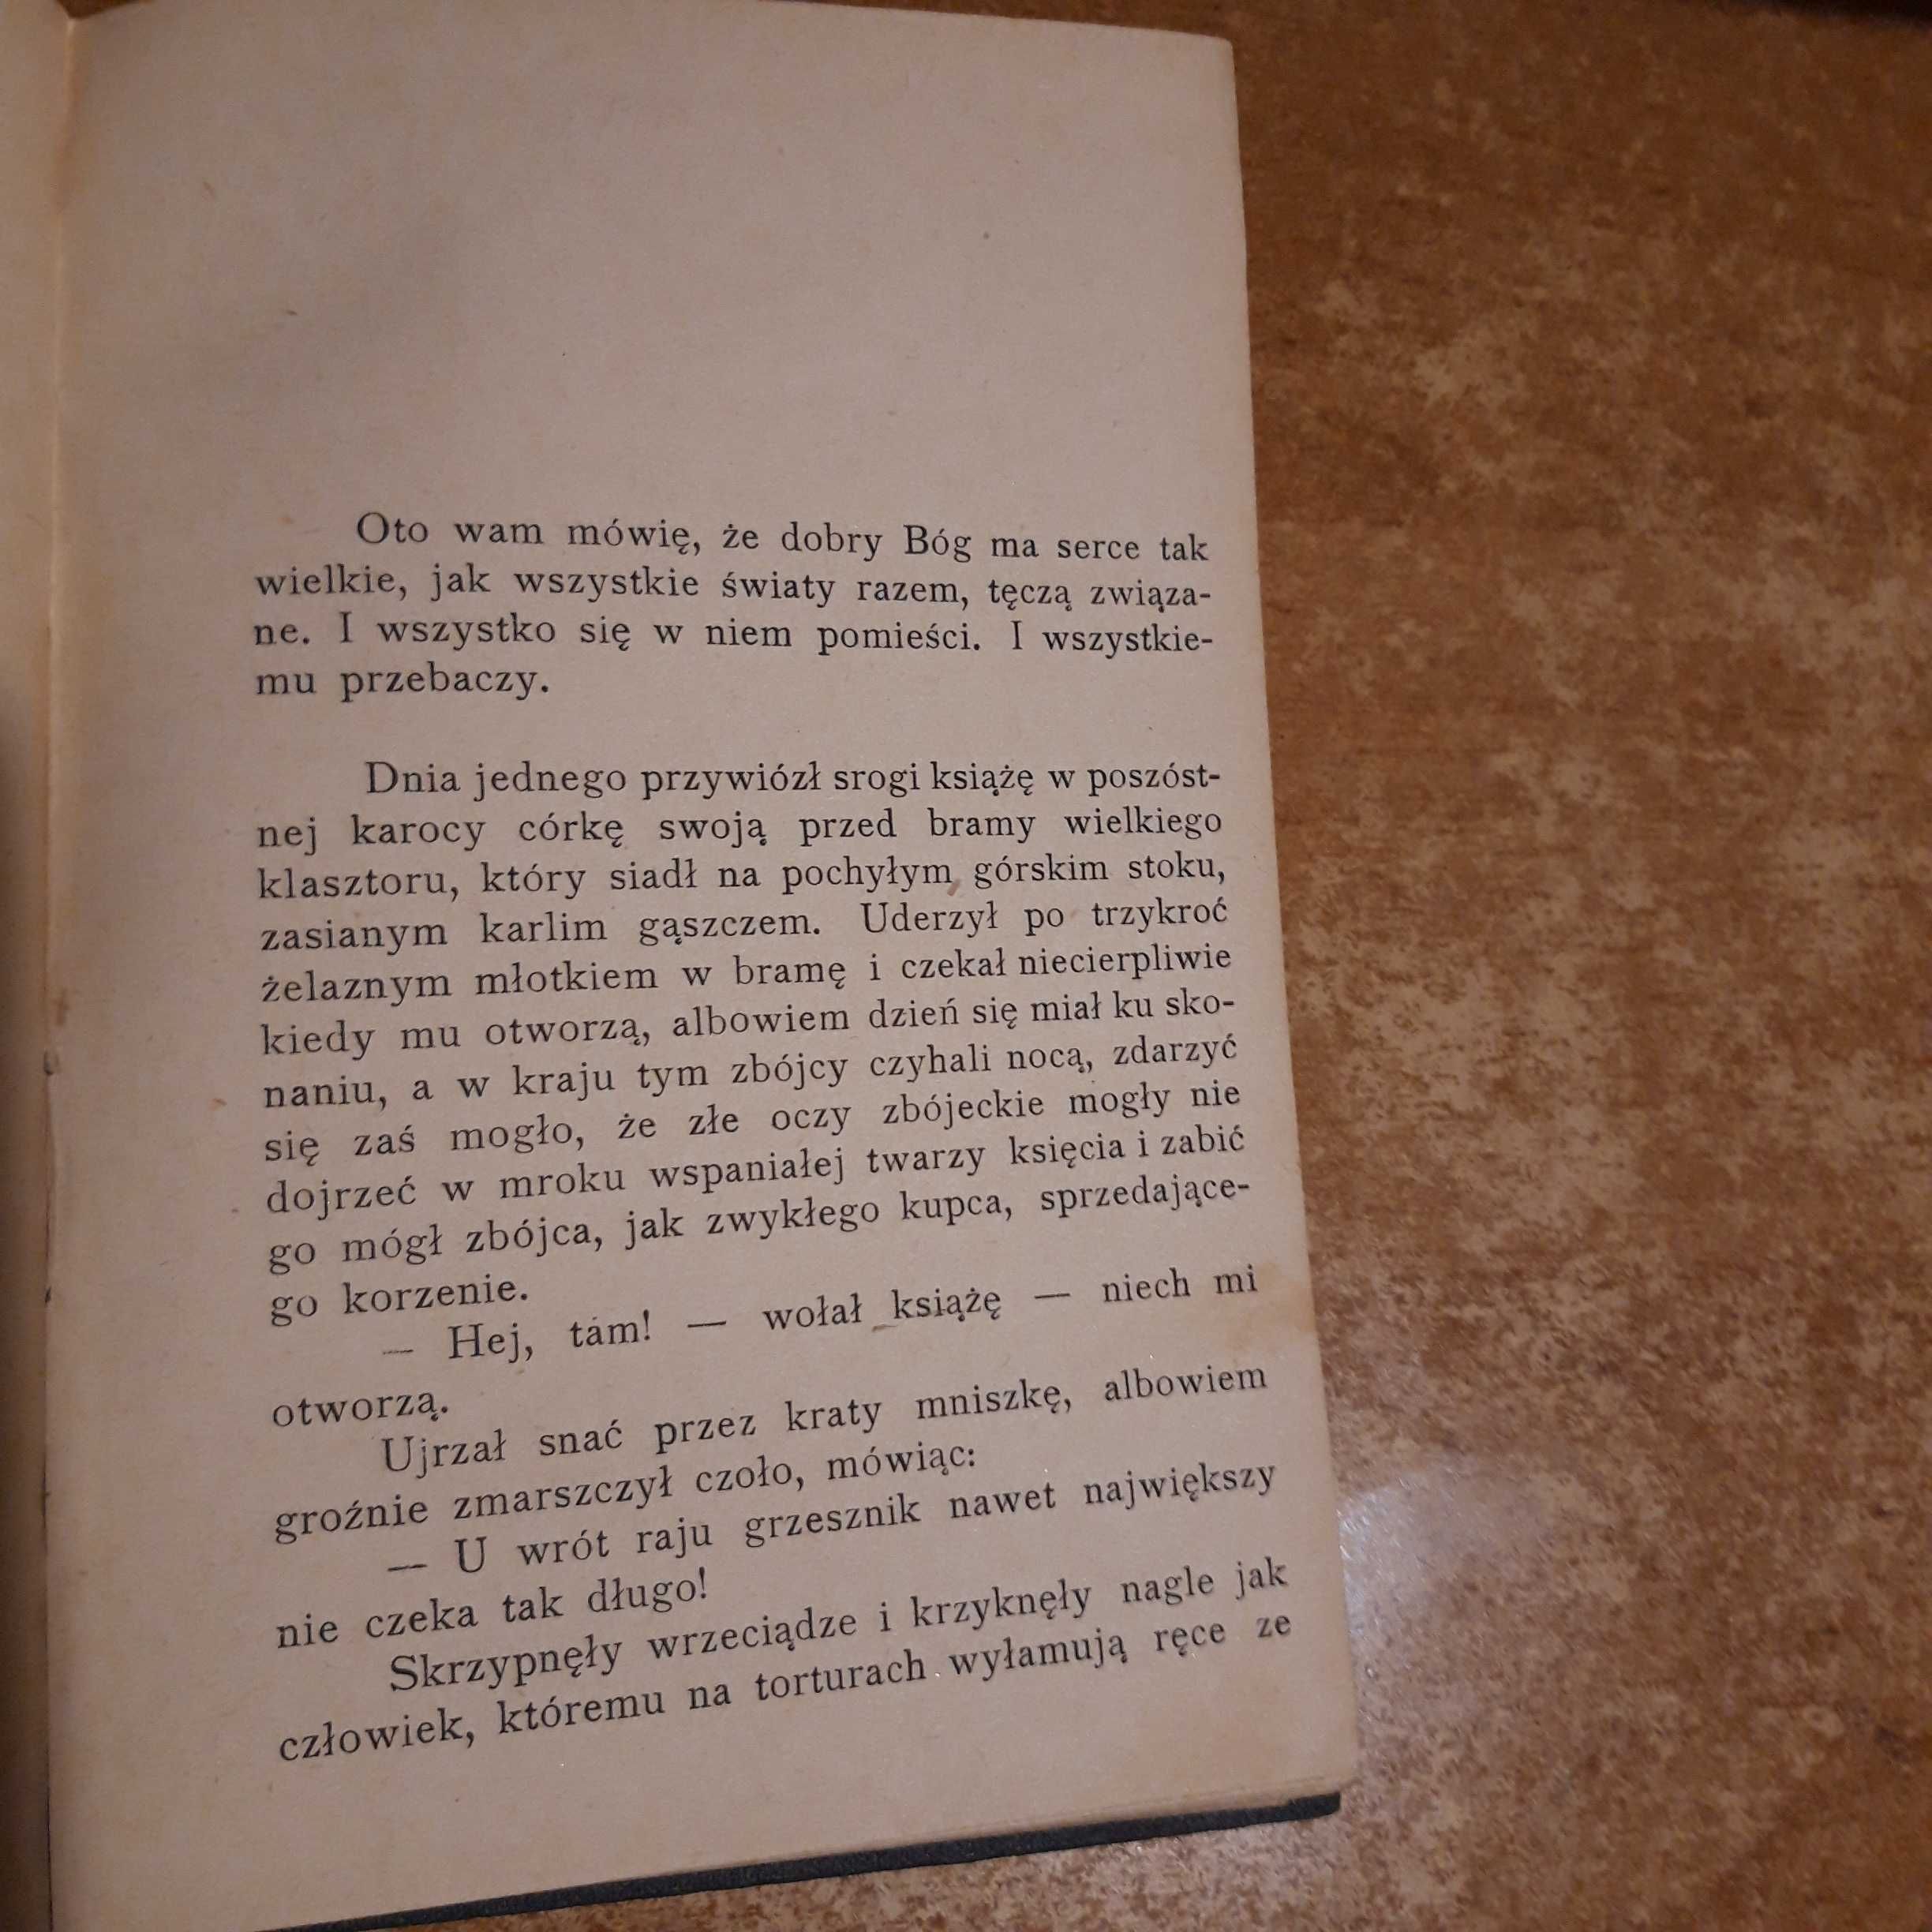 Oto wam mówię, że dobry Bóg ma serce tak
wielkie, jak wszystkie światy razem, tęczą związa-
ne. I wszystko się w niem pomieści. I wszystkie-
mu przebaczy.
Dnia jednego przywiózł srogi książę w poszóst-
nej karocy córkę swoją przed bramy wielkiego
klasztoru, który siadł na pochyłym górskim stoku,
zasianym karlim gąszczem. Uderzył po trzykroć
żelaznym młotkiem w bramę i czekał niecierpliwie
kiedy mu otworzą, albowiem dzień się miał ku sko-
naniu, a w kraju tym zbójcy czyhali nocą, zdarzyć
się zaś mogło, że złe oczy zbójeckie mogły nie
dojrzeć w mroku wspaniałej twarzy księcia i zabić
go mógł zbójca, jak zwykłego kupca, sprzedające-
go korzenie.
— Hej, tam! — wołał książę — niech mi
otworzą.
Ujrzał snać przez kraty mniszkę, albowiem
groźnie zmarszczył czoło, mówiąc:
— U wrót raju grzesznik nawet największy
nie czeka tak długo!
Skrzypnęły wrzeciądze i krzyknęły nagle jak
człowiek, któremu na torturach wyłamują ręce ze